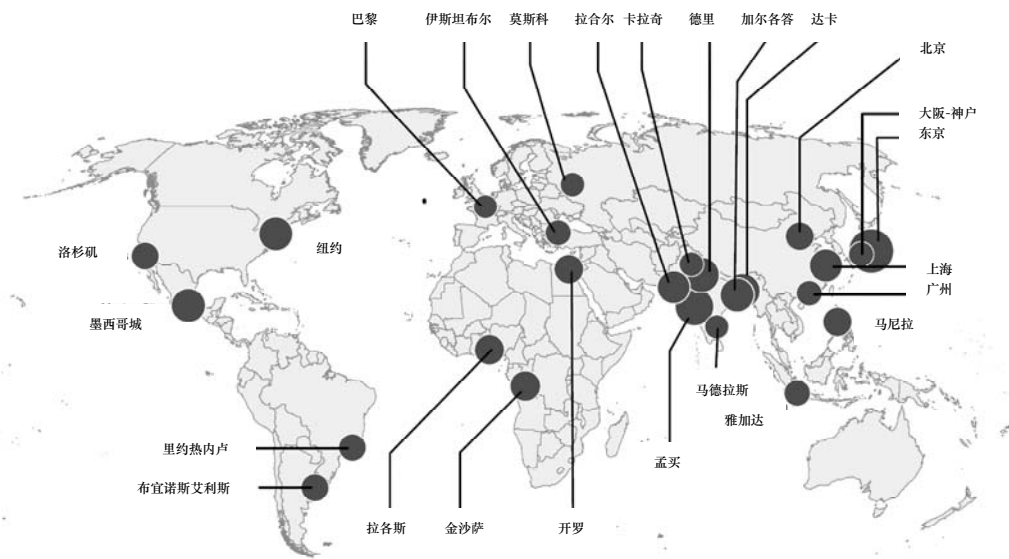 巴黎
伊斯坦布尔
莫斯科
拉合尔
卡拉奇
德里
加尔各答
达卡
北京
大阪-神户
东京
洛杉矶
纽约
上海
广州
墨西哥城
马尼拉
马德拉斯
雅加达
里约热内卢
孟买
布宜诺斯艾利斯
拉各斯
金沙萨
开罗